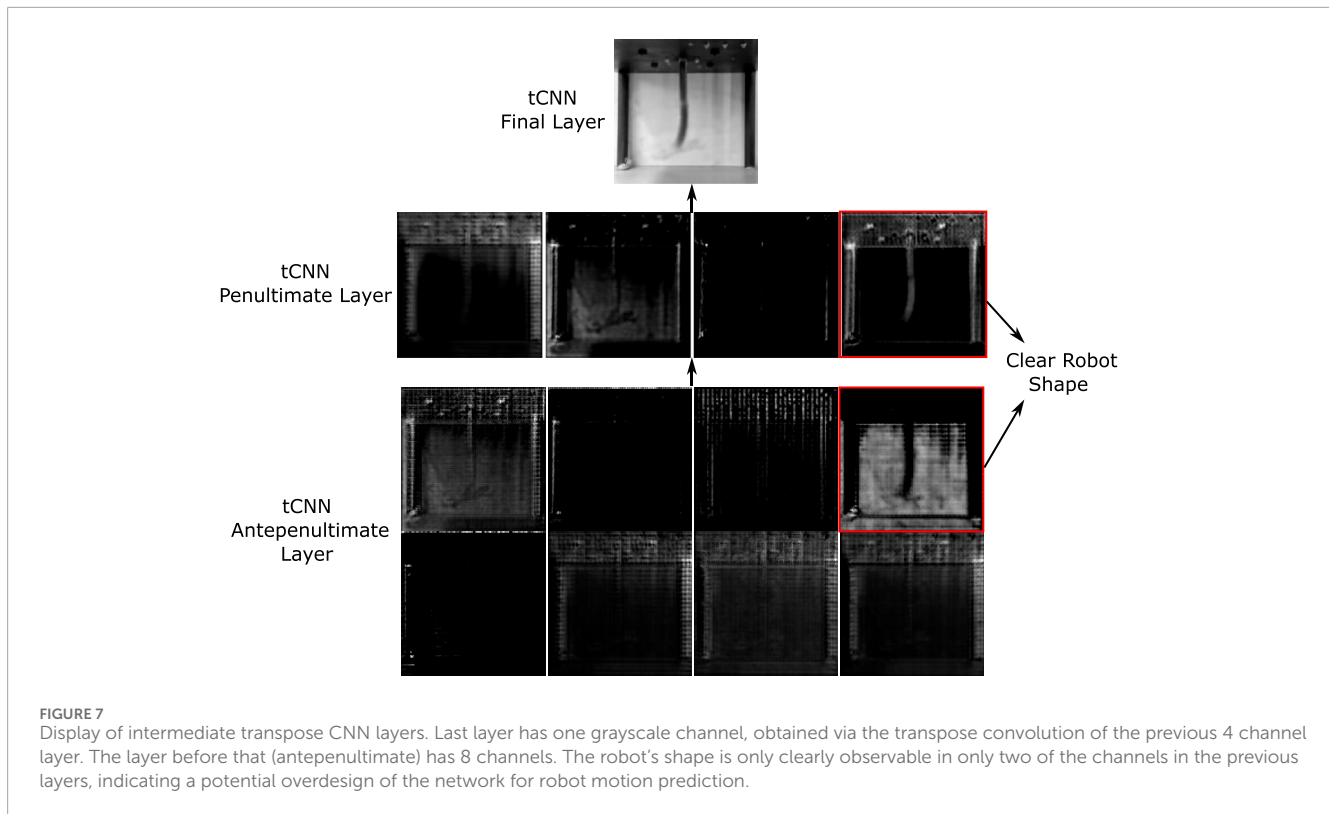 tCNN
Final Layer
tCNN
Penultimate Layer
Clear Robot
Shape
tCNN
Antepenultimate
Layer
FIGURE 7
Display of intermediate transpose CNN layers. Last layer has one grayscale channel, obtained via the transpose convolution of the previous 4 channel
layer. The layer before that (antepenultimate) has 8 channels. The robot's shape is only clearly observable in only two of the channels in the previous
layers, indicating a potential overdesign of the network for robot motion prediction.